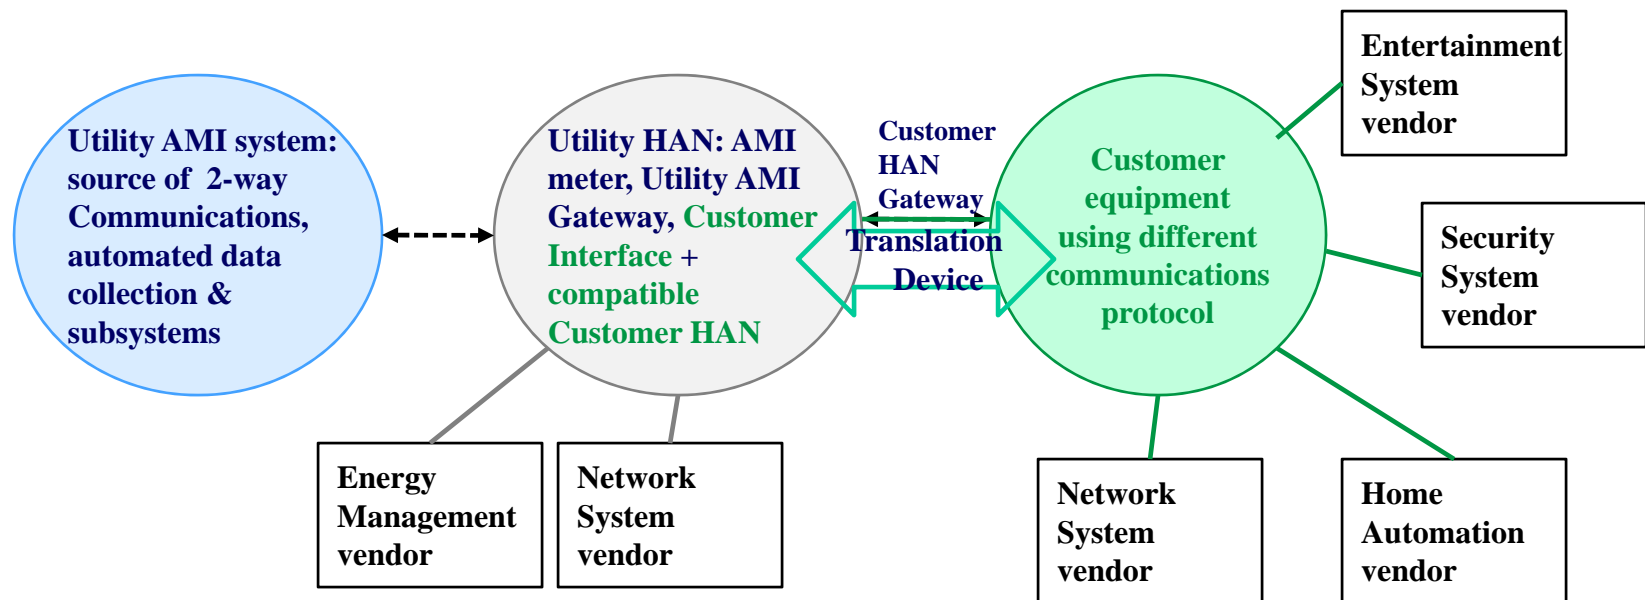 Utility AMI system:
source of 2-way
Communications,
automated data
collection &
subsystems
Utility HAN: AMI
meter, Utility AMI
Gateway, Customer
Interface +
compatible
Customer HAN
Customer
HAN
Gateway
Translation
Device
Customer
equipment
using different
communications
protocol
Entertainment
System
vendor
Security
System
vendor
Energy
Management
vendor
Network
System
vendor
Network
System
vendor
Home
Automation
vendor